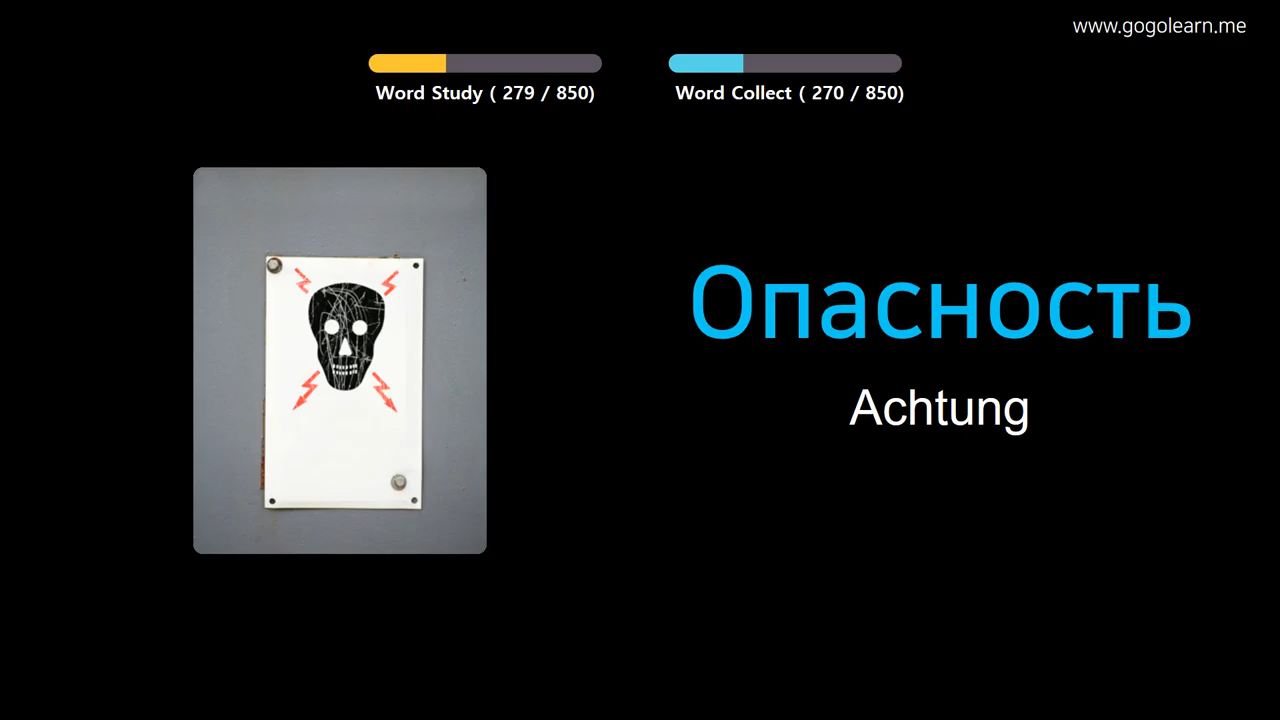 www.gogolearn.me
Word Study ( 279 / 850)
Word Collect ( 270 / 850)
Опасность
Achtung